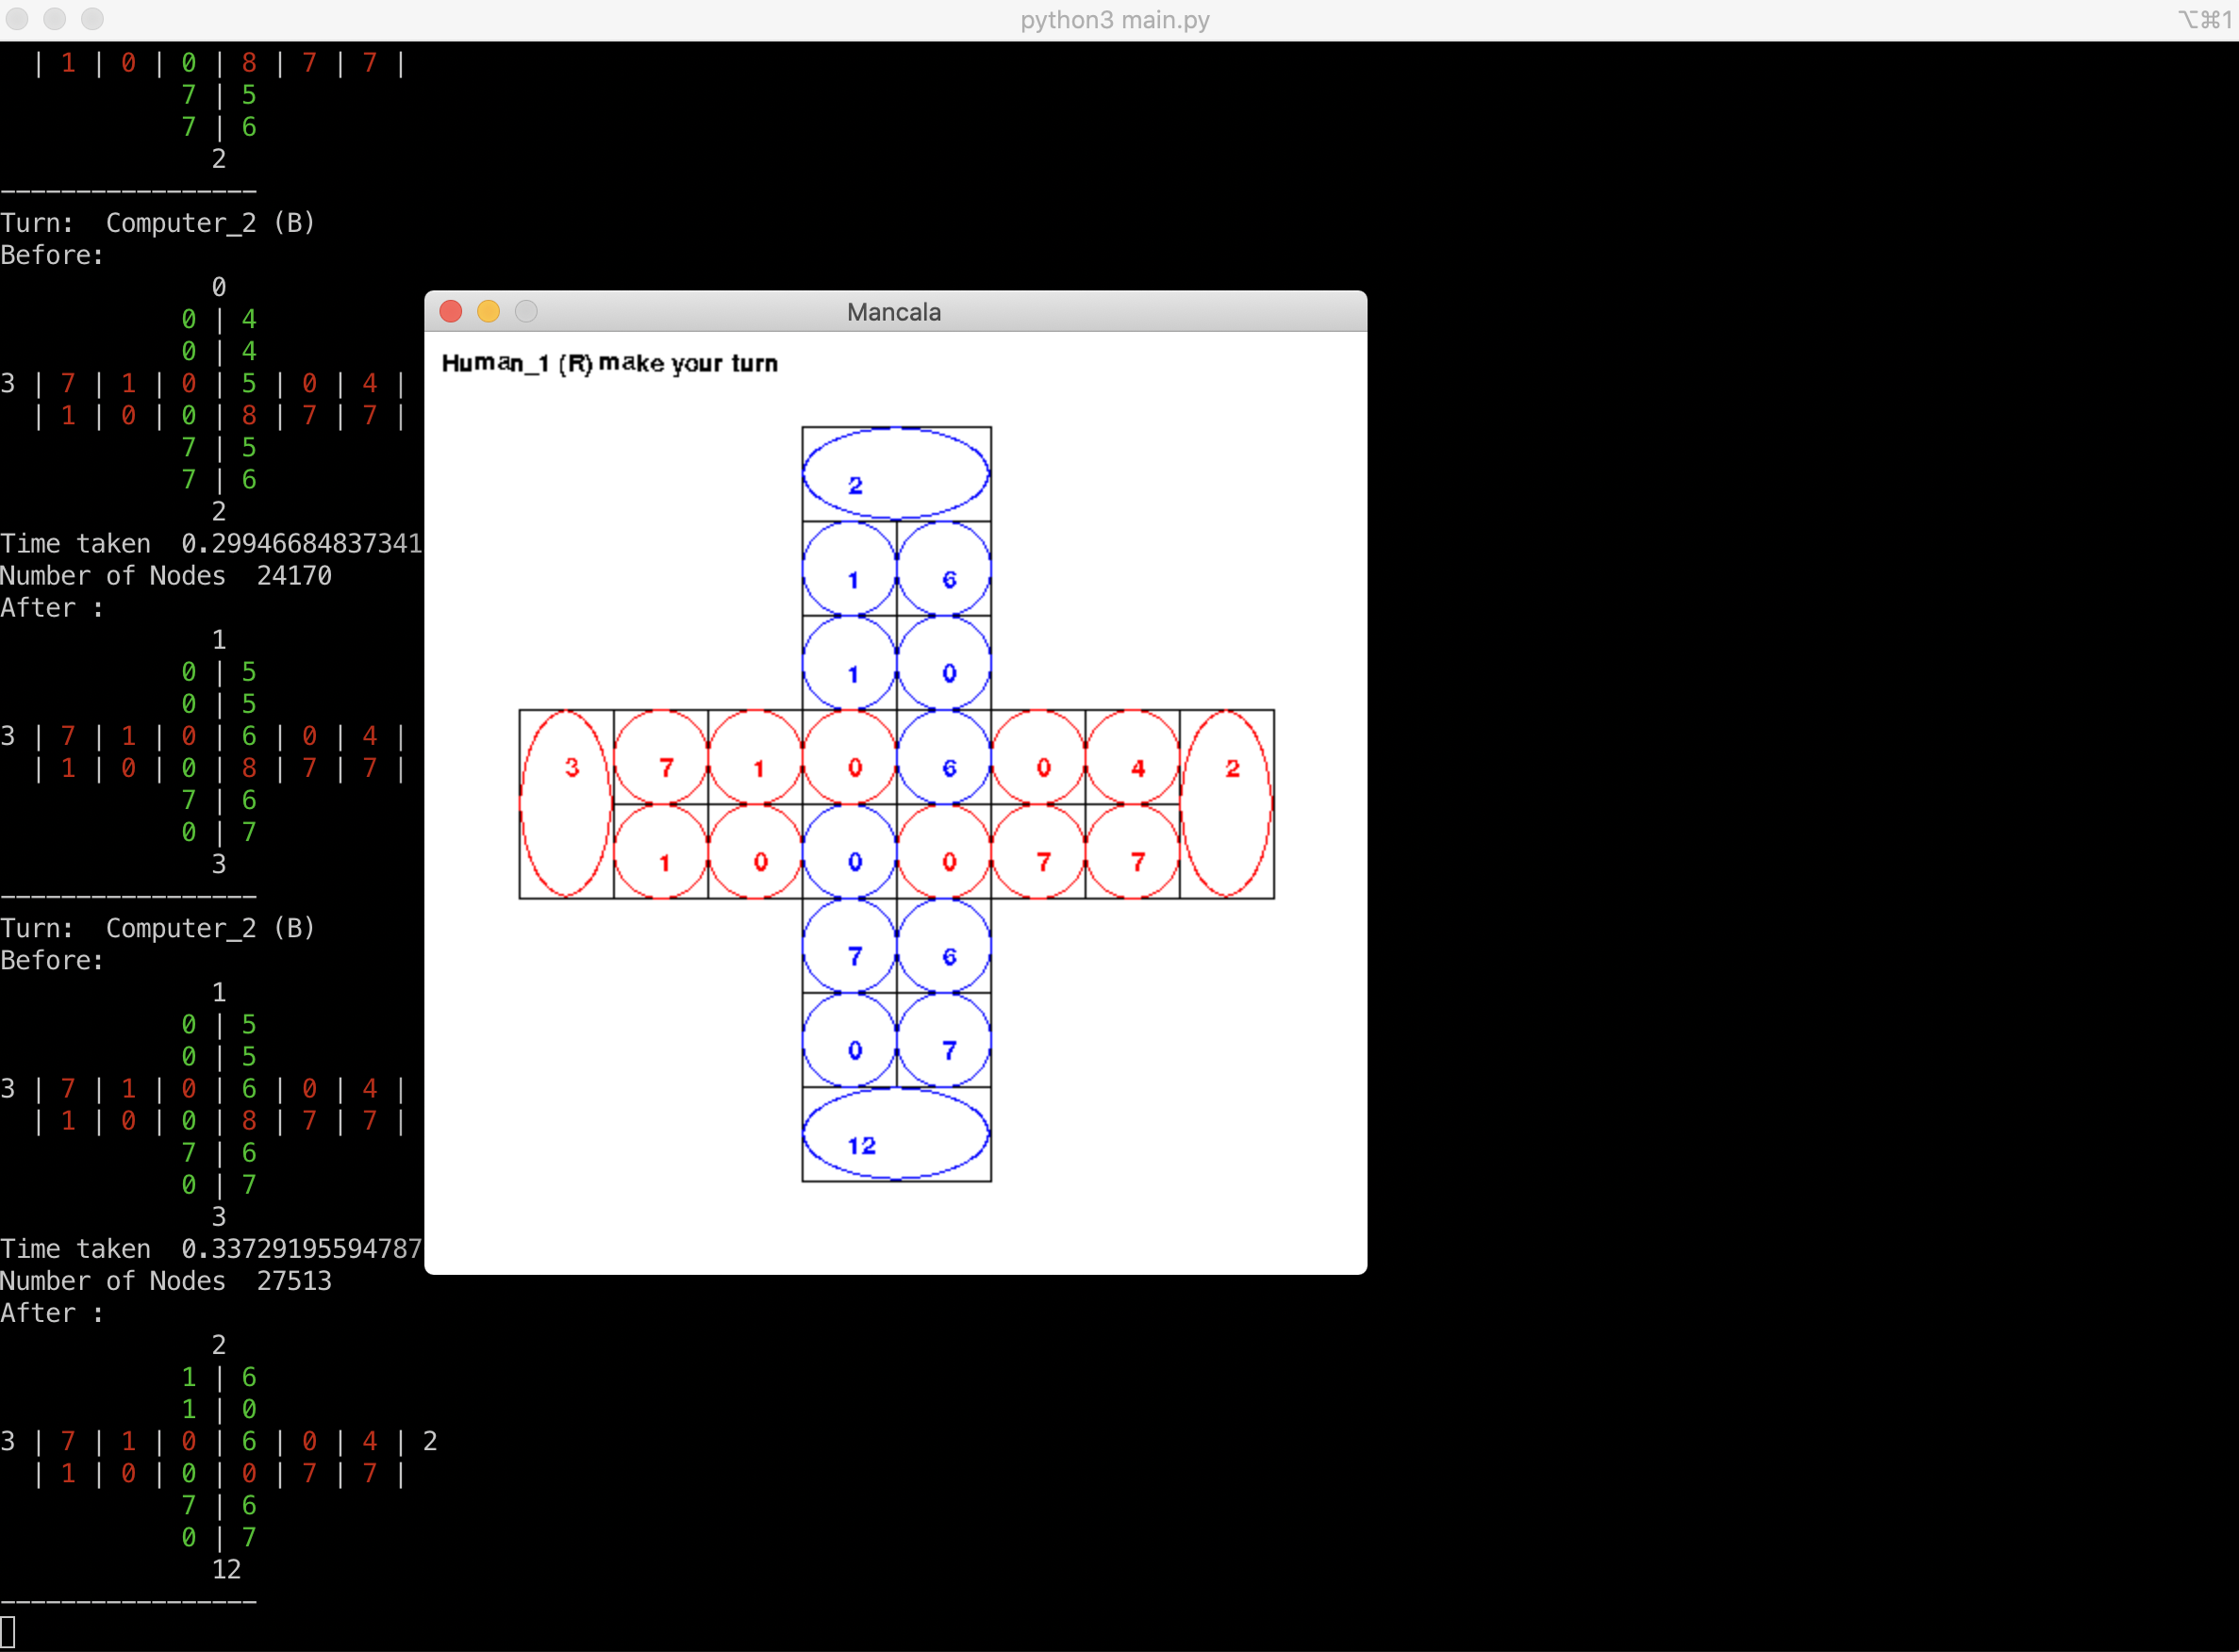 python3 main.py
⌥⌘1
| 1 | 0 | 0 | 8 | 7 | 7 |
7 | 5
7 | 6
2
-----------------
Turn:  Computer_2 (B)
Before:
0
0 | 4
0 | 4
3 | 7 | 1 | 0 | 5 | 0 | 4 |
| 1 | 0 | 0 | 8 | 7 | 7 |
7 | 5
7 | 6
2
Time taken  0.29946684837341
Number of Nodes  24170
After :
1
0 | 5
0 | 5
3 | 7 | 1 | 0 | 6 | 0 | 4 |
| 1 | 0 | 0 | 8 | 7 | 7 |
7 | 6
0 | 7
3
-----------------
Turn:  Computer_2 (B)
Before:
1
0 | 5
0 | 5
3 | 7 | 1 | 0 | 6 | 0 | 4 |
| 1 | 0 | 0 | 8 | 7 | 7 |
7 | 6
0 | 7
3
Time taken  0.33729195594787
Number of Nodes  27513
After :
2
1 | 6
1 | 0
3 | 7 | 1 | 0 | 6 | 0 | 4 | 2
| 1 | 0 | 0 | 0 | 7 | 7 |
7 | 6
0 | 7
12
-----------------
Mancala
Human_1 (R) make your turn
2
1 6
1 0
3 7 1 0 6 0 4 2
1 0 0 0 7 7
7 6
0 7
12